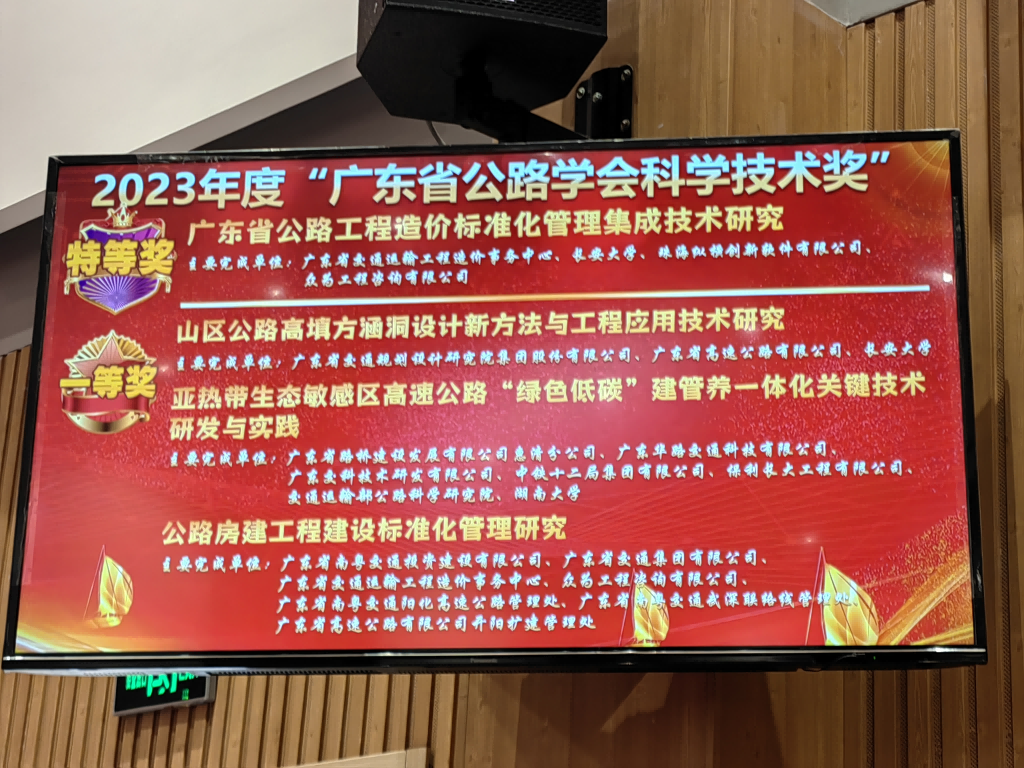 2023年度“广东省公路学会科学技术奖”
特等奖
广东省公路工程造价标准化管理集成技术研究
主要完成单位：广东省交通运输工程造价事务中心、长安大学、珠海纵横创新软件有限公司、
众为工程咨询有限公司
一等奖
山区公路高填方涵洞设计新方法与工程应用技术研究
主要完成单位：广东省交通规划设计研究院集团股份有限公司、广东省高速公路有限公司、长安大学
亚热带生态敏感区高速公路“绿色低碳”建管养一体化关键技术
研发与实践
主要完成单位：广东省路桥建设发展有限公司惠清分公司、广东华路交通科技有限公司、
广东交科技术研发有限公司、中铁十二局集团有限公司、保利长大工程有限公司、
交通运输部公路科学研究院、湖南大学
公路房建工程建设标准化管理研究
主要完成单位：广东省南粤交通投资建设有限公司、广东省交通集团有限公司、
广东省交通运输工程造价事务中心、众为工程咨询有限公司、
广东省南粤交通阳化高速公路管理处、广东省南粤交通武深联络线管理处、
广东省高速公路有限公司开阳扩建管理处
Panasonic